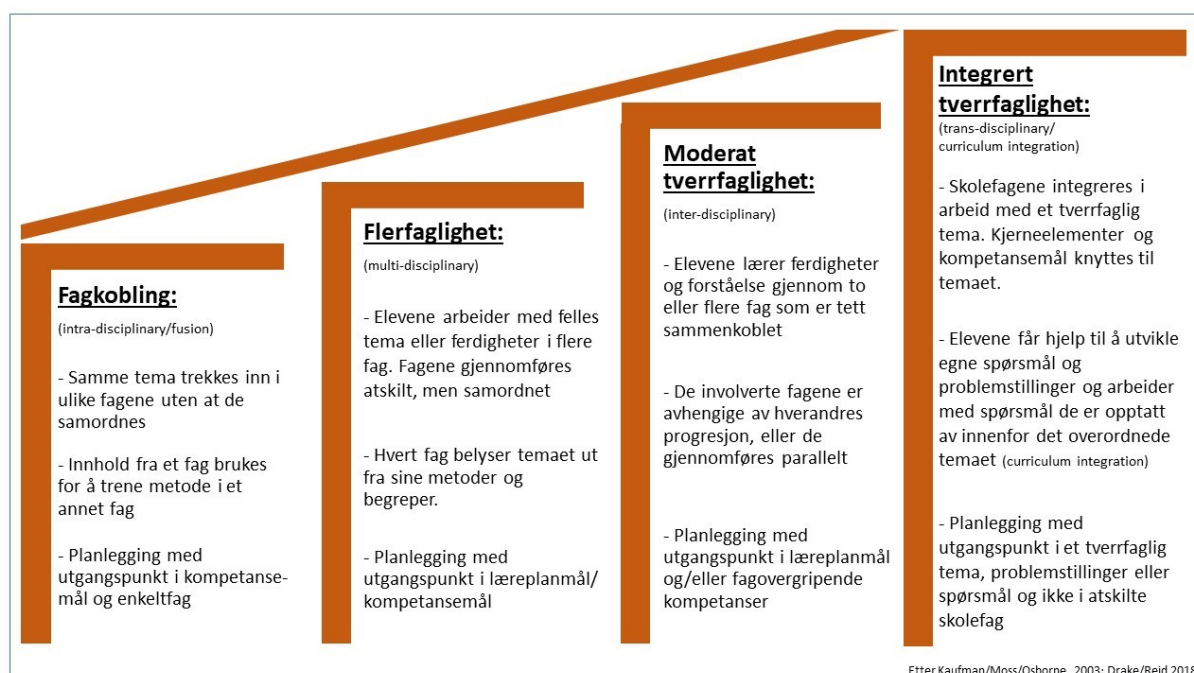 Fagkobling:
(intra-disciplinary/fusion)
- Samme tema trekkes inn i
ulike fagene uten at de
samordnes
- Innhold fra et fag brukes
for å trene metode i et
annet fag
- Planlegging med
utgangspunkt i kompetanse-
mål og enkeltfag
Flerfaglighet:
(multi-disciplinary)
- Elevene arbeider med felles
tema eller ferdigheter i flere
fag. Fagene gjennomføres
atskilt, men samordnet
- Hvert fag belyser temaet ut
fra sine metoder og
begreper.
- Planlegging med
utgangspunkt i læreplanmål/
kompetansemål
Moderat
tverrfaglighet:
(inter-disciplinary)
- Elevene lærer ferdigheter
og forståelse gjennom to
eller flere fag som er tett
sammenkoblet
- De involverte fagene er
avhengige av hverandres
progresjon, eller de
gjennomføres parallelt
- Planlegging med
utgangspunkt i læreplanmål
og/eller fagovergripende
kompetanser
Integrert
tverrfaglighet:
(trans-disciplinary/
curriculum integration)
- Skolefagene integreres i
arbeid med et tverrfaglig
tema. Kjerneelementer og
kompetansemål knyttes til
temaet.
- Elevene får hjelp til å utvikle
egne spørsmål og
problemstillinger og arbeider
med spørsmål de er opptatt
av innenfor det overordnede
temaet (curriculum integration)
- Planlegging med
utgangspunkt i et tverrfaglig
tema, problemstillinger eller
spørsmål og ikke i atskilte
skolefag
Etter Kaufman/Moss/Osborne, 2003; Drake/Reid 2018